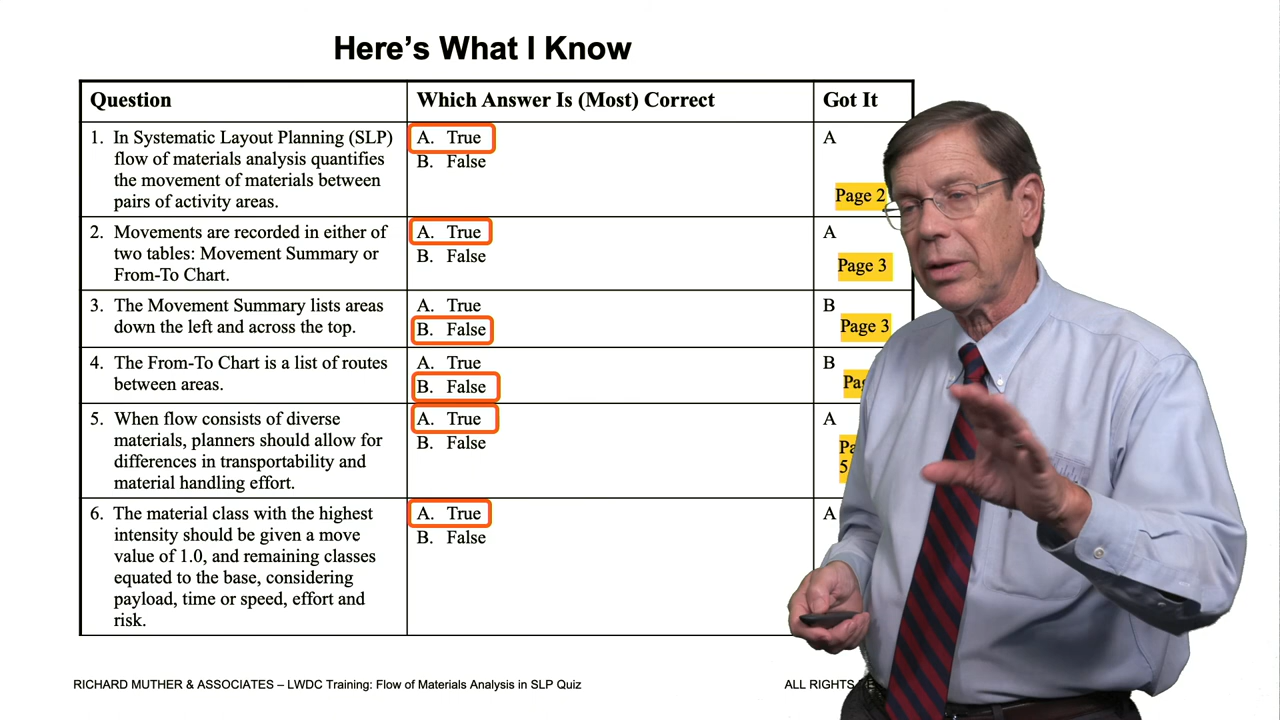 Here's What I Know
Question
Which Answer Is (Most) Correct
Got It
1. In Systematic Layout Planning (SLP)
flow of materials analysis quantifies
the movement of materials between
pairs of activity areas.
A. True
B. False
A
Page 2
2. Movements are recorded in either of
two tables: Movement Summary or
From-To Chart.
A. True
B. False
A
Page 3
3. The Movement Summary lists areas
down the left and across the top.
A. True
B. False
B
Page 3
4. The From-To Chart is a list of routes
between areas.
A. True
B. False
B
5. When flow consists of diverse
materials, planners should allow for
differences in transportability and
material handling effort.
A. True
B. False
A
5
6. The material class with the highest
intensity should be given a move
value of 1.0, and remaining classes
equated to the base, considering
payload, time or speed, effort and
risk.
A. True
B. False
A
RICHARD MUTHER & ASSOCIATES – LWDC Training: Flow of Materials Analysis in SLP Quiz
ALL RIGHTS